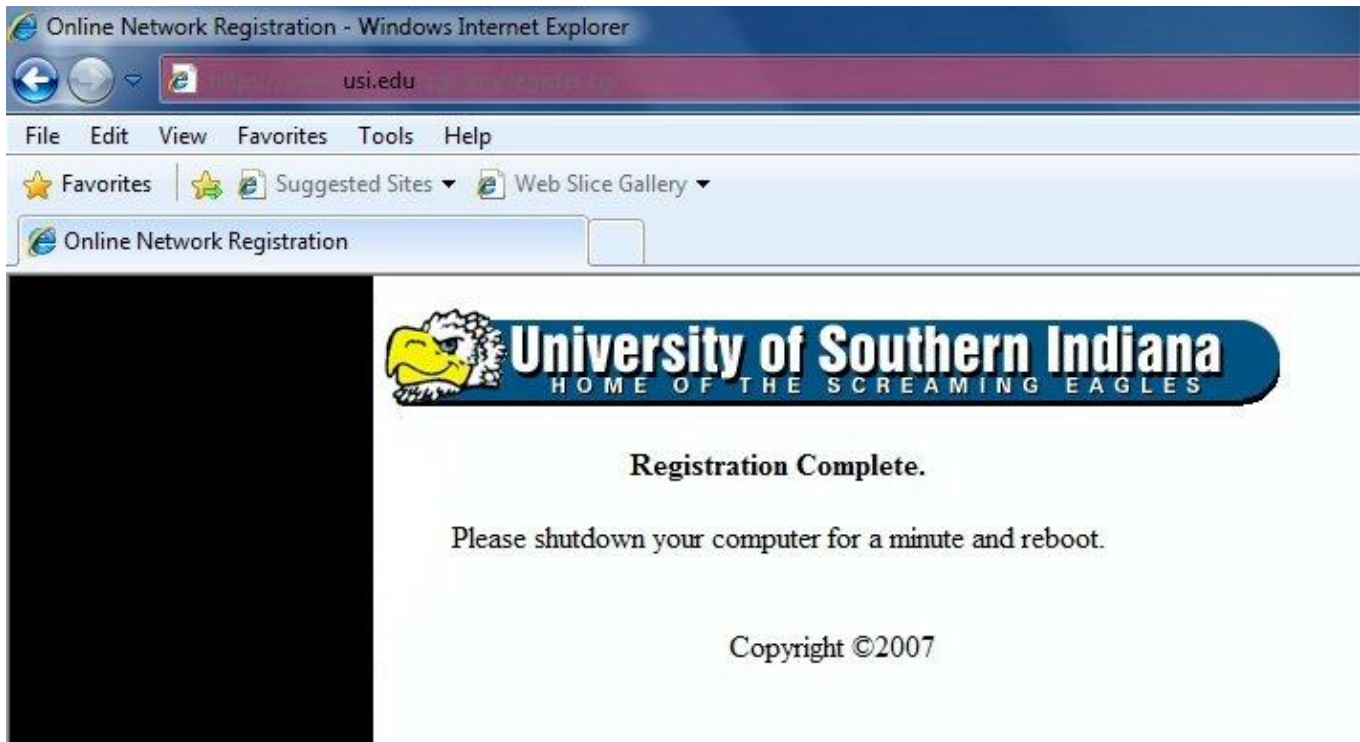 Online Network Registration - Windows Internet Explorer
usi.edu
File Edit View Favorites Tools Help
Favorites Suggested Sites Web Slice Gallery
Online Network Registration
University of Southern Indiana
HOME OF THE SCREAMING EAGLES
Registration Complete.
Please shutdown your computer for a minute and reboot.
Copyright ©2007